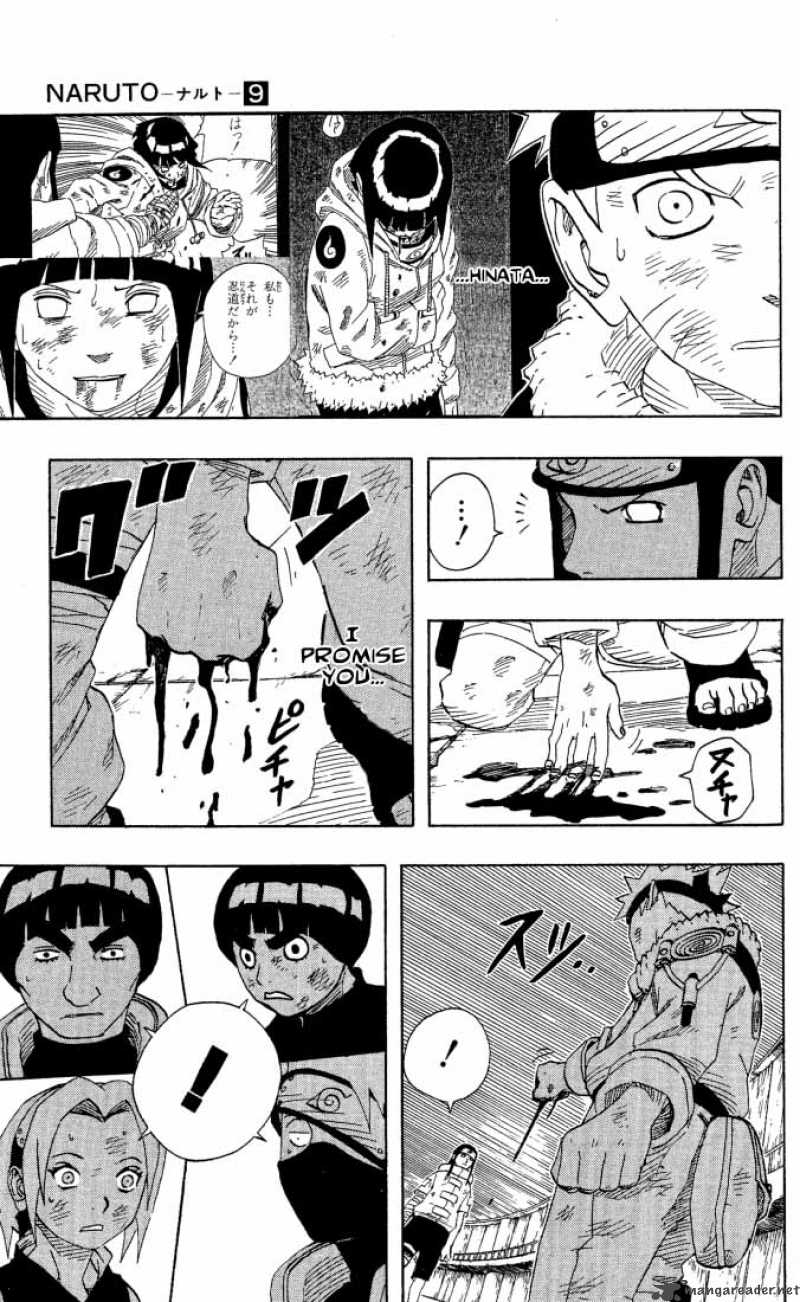 NARUTO —ナルト— 9
....HINATA...
はっ!
私も…
それが
忍道だから…!
…!
ヌチャ
I
PROMISE
YOU...
グッ
ピチャ
スッ..
!
!
mangareader.net